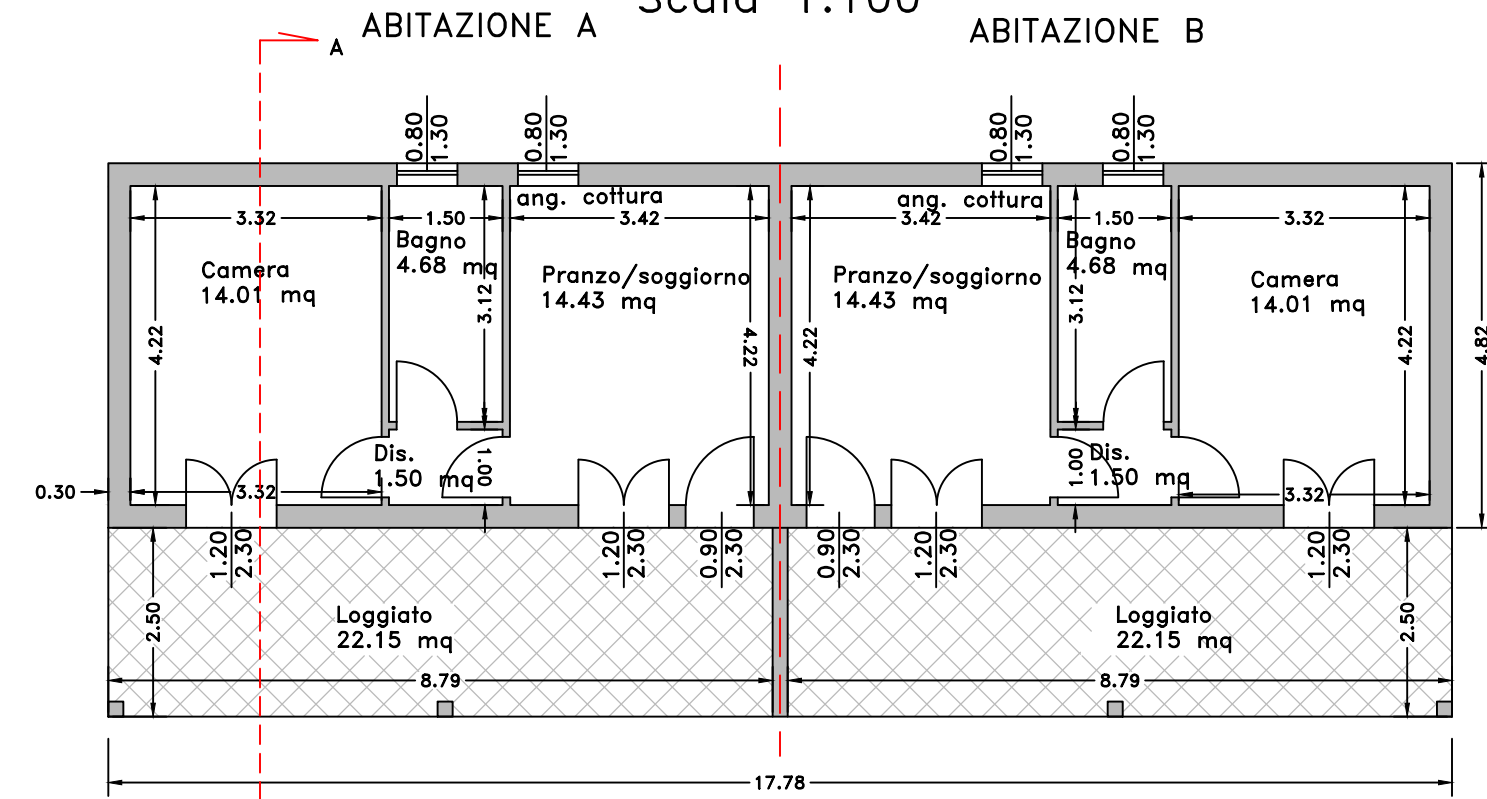 Scala 1:100
ABITAZIONE A
ABITAZIONE B
A
0.80
1.30
0.80
1.30
0.80
1.30
0.80
1.30
ang. cottura
ang. cottura
3.32
1.50
3.42
3.42
1.50
3.32
Bagno
4.68 mq
Bagno
4.68 mq
Camera
14.01 mq
Pranzo/soggiorno
14.43 mq
Pranzo/soggiorno
14.43 mq
Camera
14.01 mq
4.22
3.12
4.22
4.22
3.12
4.22
4.82
Dis.
1.50 mq
1.00
1.00
Dis.
1.50 mq
0.30
3.32
3.32
1.20
2.30
1.20
2.30
0.90
2.30
0.90
2.30
1.20
2.30
1.20
2.30
2.50
Loggiato
22.15 mq
Loggiato
22.15 mq
2.50
8.79
8.79
17.78